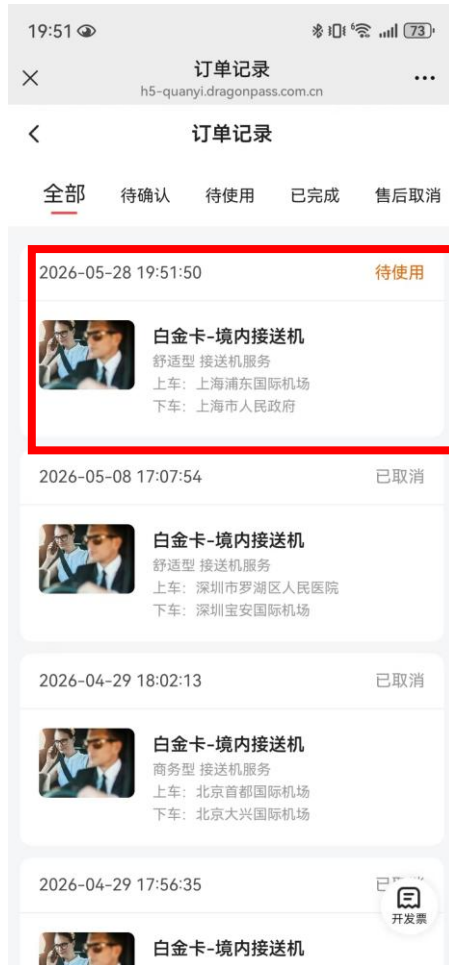 19:51
6
73
订单记录
h5-quanyi.dragonpass.com.cn
订单记录
全部 待确认 待使用 已完成 售后取消
2026-05-28 19:51:50 待使用
白金卡-境内接送机
舒适型 接送机服务
上车： 上海浦东国际机场
下车： 上海市人民政府
2026-05-08 17:07:54 已取消
白金卡-境内接送机
舒适型 接送机服务
上车： 深圳市罗湖区人民医院
下车： 深圳宝安国际机场
2026-04-29 18:02:13 已取消
白金卡-境内接送机
商务型 接送机服务
上车： 北京首都国际机场
下车： 北京大兴国际机场
2026-04-29 17:56:35
开发票
白金卡-境内接送机